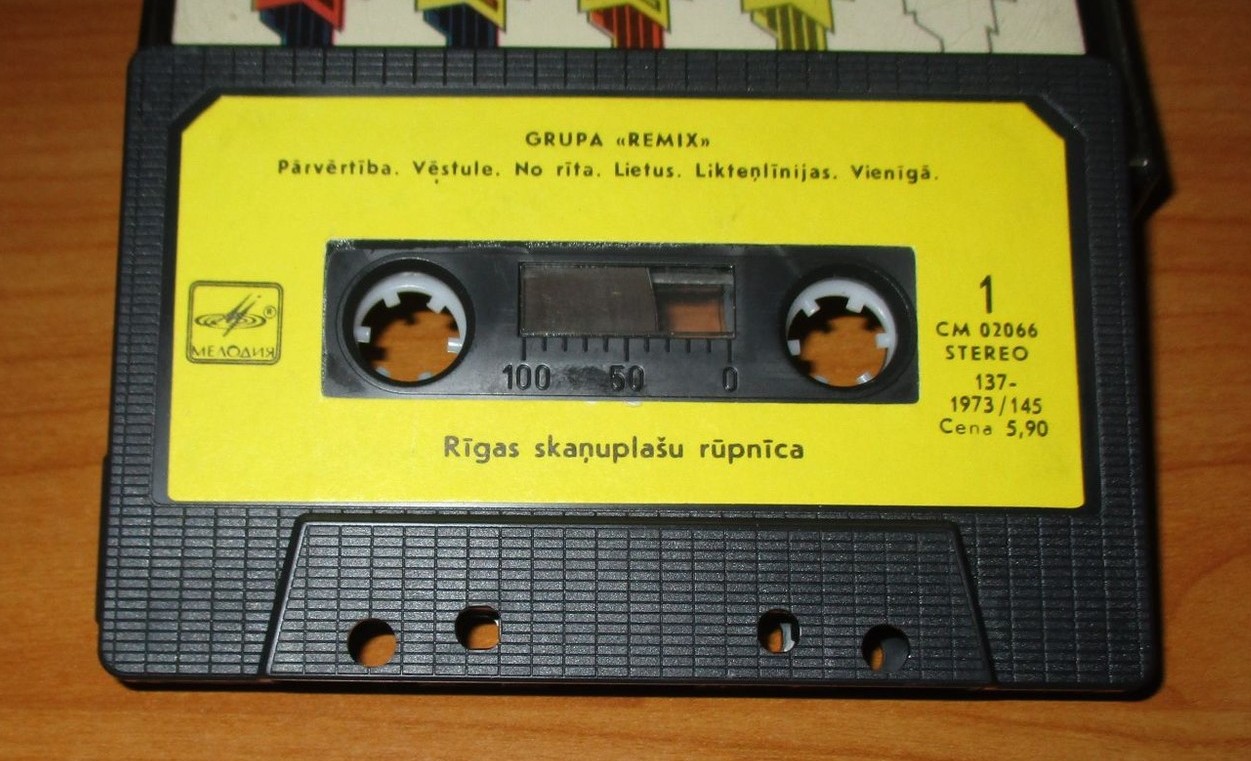 GRUPA «REMIX»
Pārvērtība. Vēstule. No rīta. Lietus. Likteņlīnijas. Vienīgā.
1
CM 02066
STEREO
137-
1973/145
Cena 5,90
®
МЕЛОДИЯ
100 50 0
Rīgas skaņuplašu rūpnīca